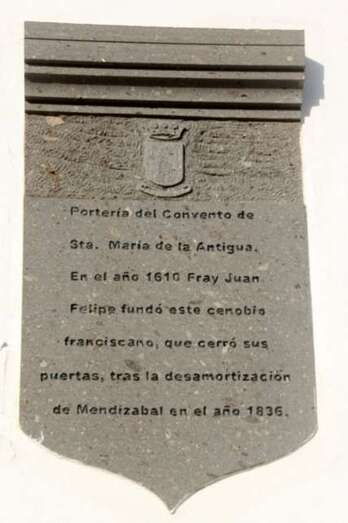 Portería del Convento de
Sta. María de la Antigua.
En el año 1610 Fray Juan
Felipe fundó este cenobio
franciscano, que cerró sus
puertas, tras la desamortización
de Mendizabal en el año 1836.